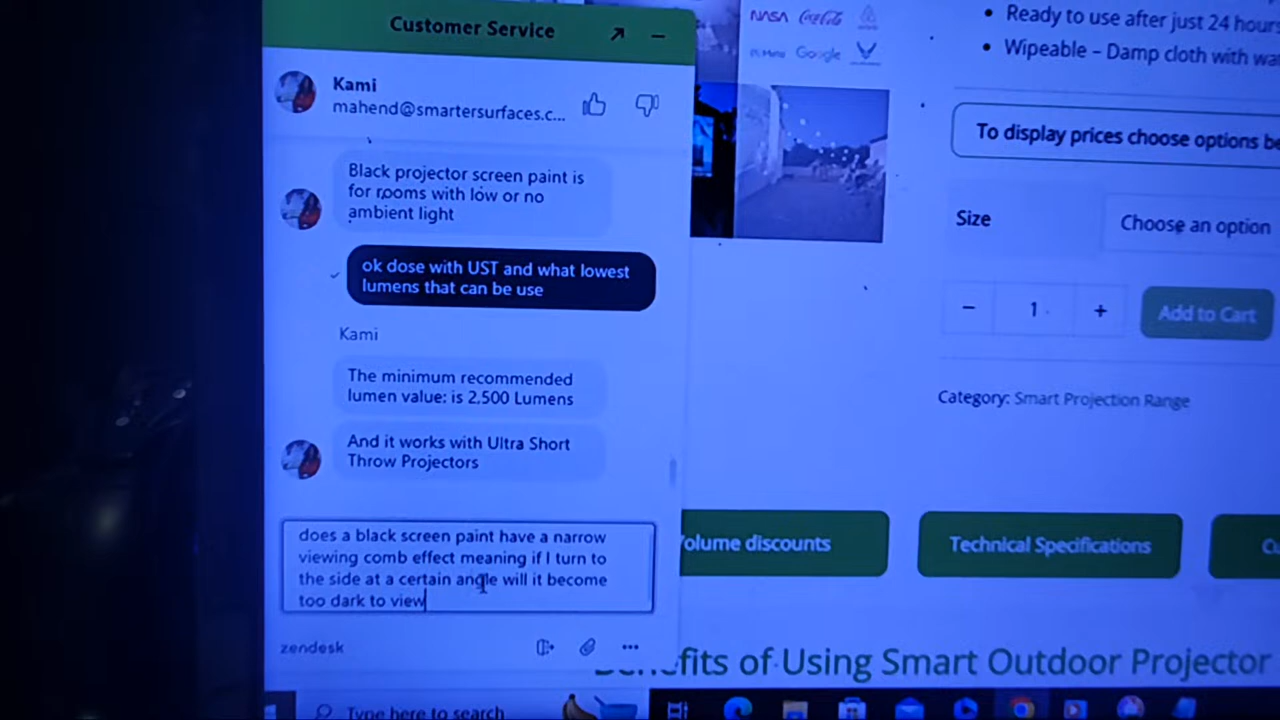 Customer Service
Kami
mahend@smartersurfaces.c...
Black projector screen paint is
for rooms with low or no
ambient light
ok dose with UST and what lowest
lumens that can be use
Kami
The minimum recommended
lumen value: is 2,500 Lumens
And it works with Ultra Short
Throw Projectors
does a black screen paint have a narrow
viewing comb effect meaning if I turn to
the side at a certain angle will it become
too dark to view
zendesk
Type here to search
NASA Coca-Cola
Google
Ready to use after just 24 hours
Wipeable – Damp cloth with wa
To display prices choose options be
Size
Choose an option
− 1 +
Add to Cart
Category: Smart Projection Range
Volume discounts
Technical Specifications
Benefits of Using Smart Outdoor Projector